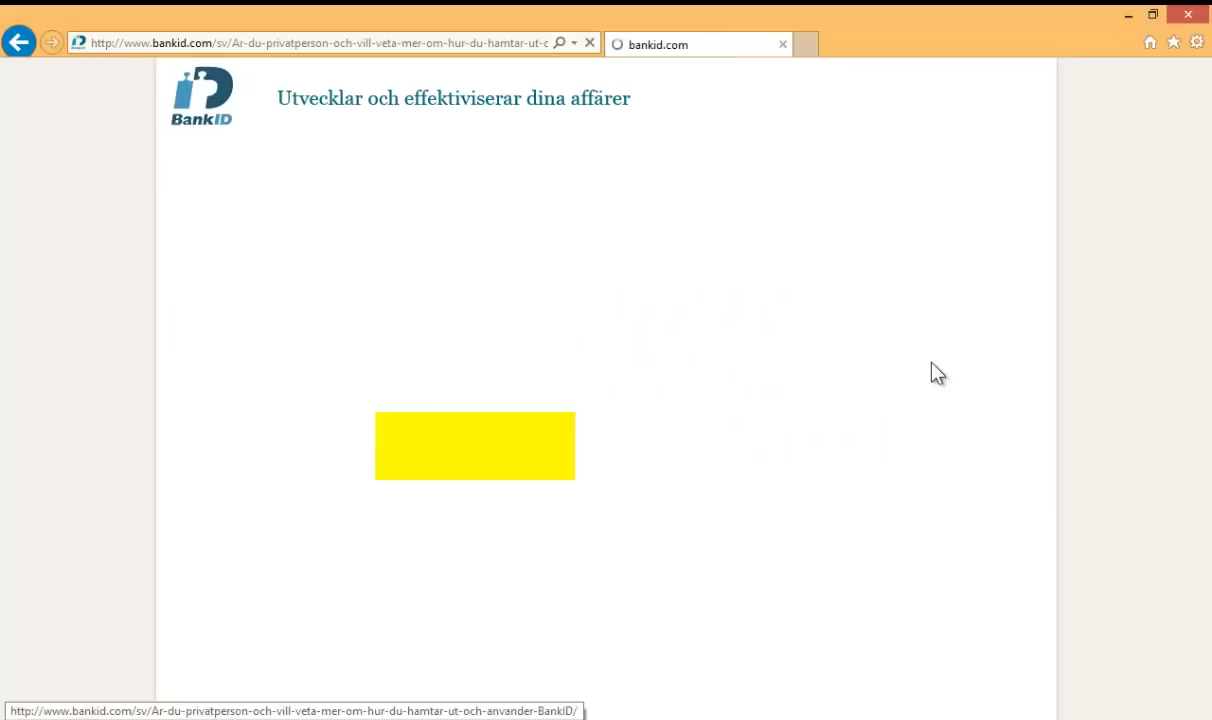 http://www.bankid.com/sv/Ar-du-privatperson-och-vill-veta-mer-om-hur-du-hamtar-ut-c
bankid.com
BankID
Utvecklar och effektiviserar dina affärer
http://www.bankid.com/sv/Ar-du-privatperson-och-vill-veta-mer-om-hur-du-hamtar-ut-och-anvander-BankID/